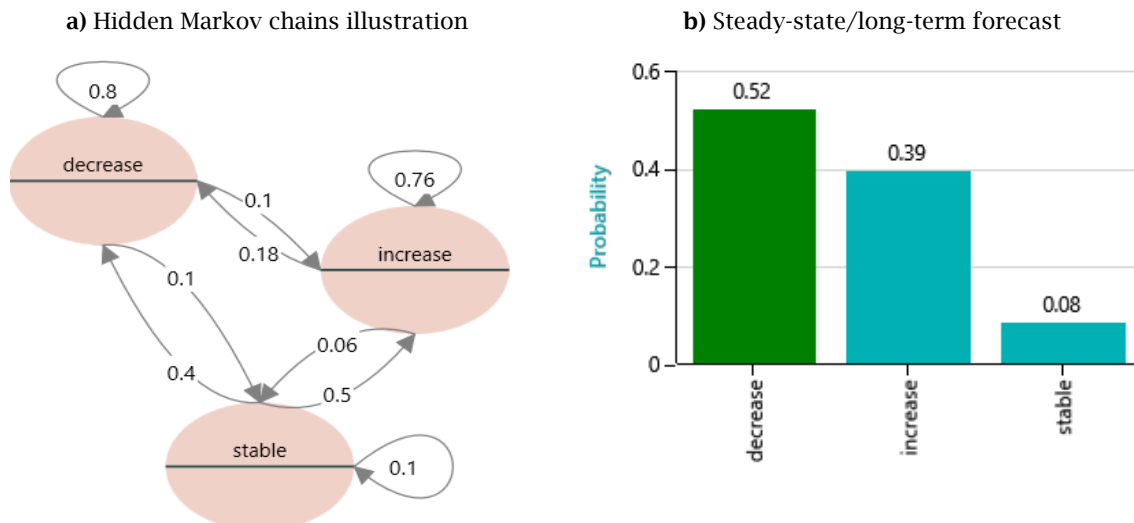 a) Hidden Markov chains illustration
0.8
decrease
0.76
0.1
0.18
increase
0.1
0.06
0.4
0.5
stable
0.1
b) Steady-state/long-term forecast
Probability
0.6
0.4
0.2
0
0.52
0.39
0.08
decrease
increase
stable